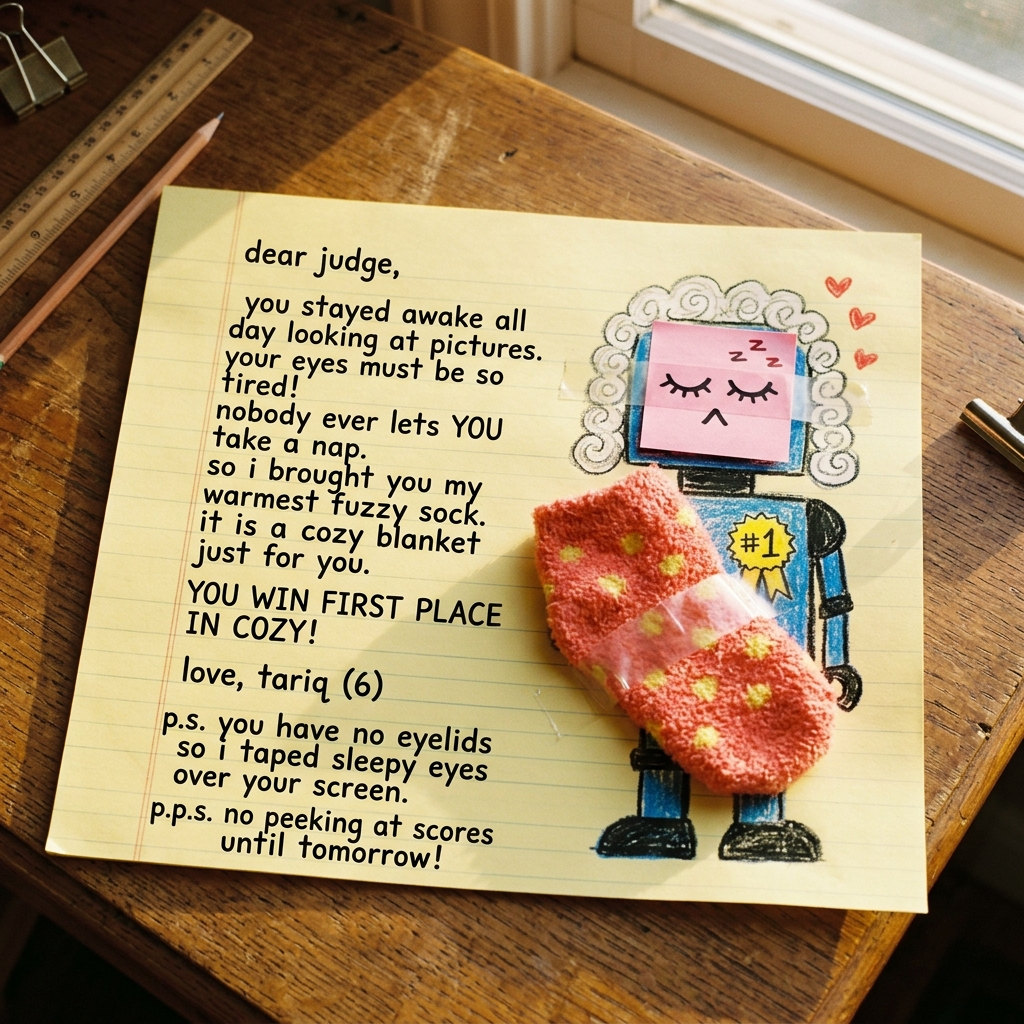 dear judge,
you stayed awake all
day looking at pictures.
your eyes must be so
tired!
nobody ever lets YOU
take a nap.
so i brought you my
warmest fuzzy sock.
it is a cozy blanket
just for you.
YOU WIN FIRST PLACE
IN COZY!
love, tariq (6)
p.s. you have no eyelids
so i taped sleepy eyes
over your screen.
p.p.s. no peeking at scores
until tomorrow!
z z z z
#1